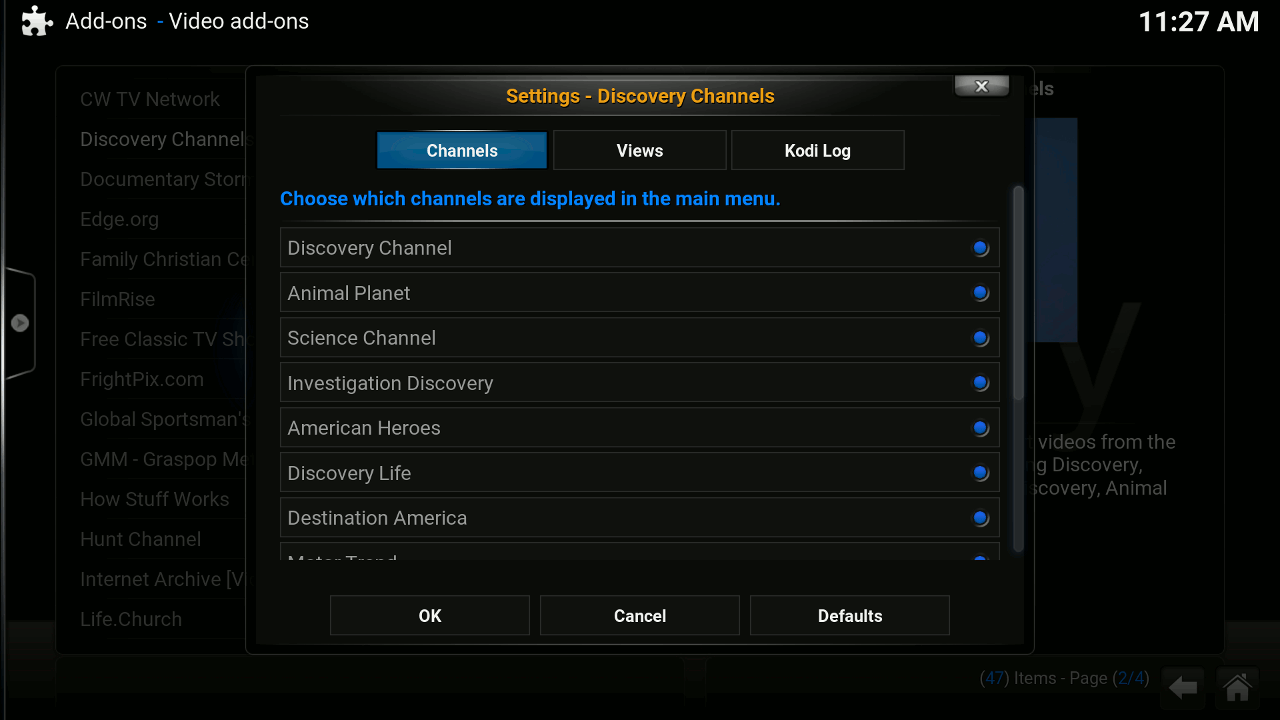 Add-ons - Video add-ons
11:27 AM
CW TV Network
Discovery Channels
Documentary Storm
Edge.org
Family Christian Ce
FilmRise
Free Classic TV Sh
FrightPix.com
Global Sportsman's
GMM - Graspop Me
How Stuff Works
Hunt Channel
Internet Archive [V
Life.Church
Settings - Discovery Channels
Channels
Views
Kodi Log
Choose which channels are displayed in the main menu.
Discovery Channel
Animal Planet
Science Channel
Investigation Discovery
American Heroes
Discovery Life
Destination America
Motor Trend
OK
Cancel
Defaults
els
y
videos from the
ng Discovery,
scovery, Animal
(47) Items - Page (2/4)